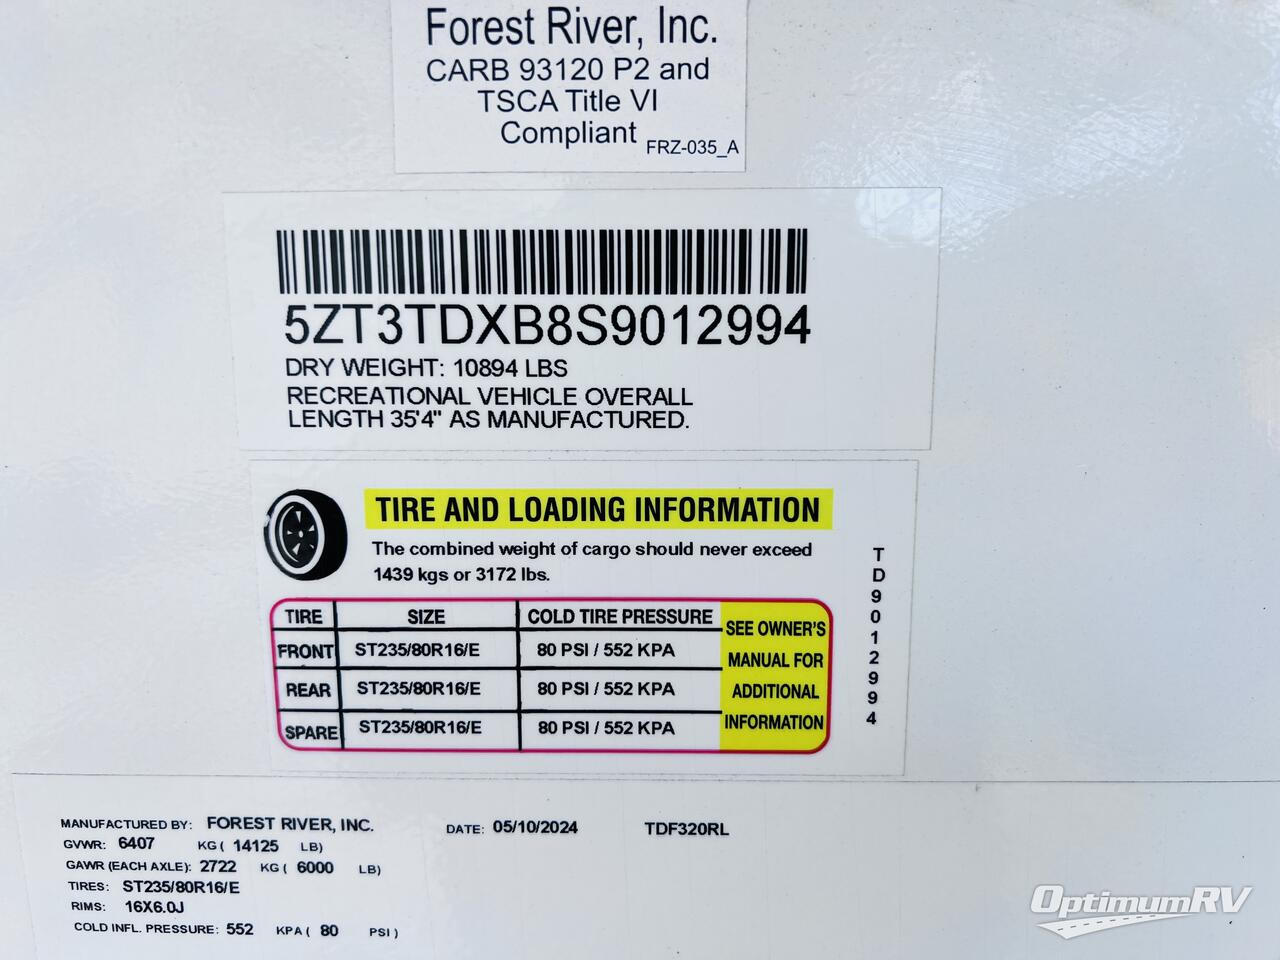 Forest River, Inc.
CARB 93120 P2 and
TSCA Title VI
Compliant FRZ-035_A
5ZT3TDXB8S9012994
DRY WEIGHT: 10894 LBS
RECREATIONAL VEHICLE OVERALL
LENGTH 35'4" AS MANUFACTURED.
TIRE AND LOADING INFORMATION
The combined weight of cargo should never exceed
1439 kgs or 3172 lbs.
TIRE SIZE COLD TIRE PRESSURE
FRONT ST235/80R16/E 80 PSI / 552 KPA
REAR ST235/80R16/E 80 PSI / 552 KPA
SPARE ST235/80R16/E 80 PSI / 552 KPA
SEE OWNER'S
MANUAL FOR
ADDITIONAL
INFORMATION
TD9012994
MANUFACTURED BY: FOREST RIVER, INC. DATE: 05/10/2024 TDF320RL
GVWR: 6407 KG ( 14125 LB)
GAWR (EACH AXLE): 2722 KG ( 6000 LB)
TIRES: ST235/80R16/E
RIMS: 16X6.0J
COLD INFL. PRESSURE: 552 KPA ( 80 PSI )
OptimumRV